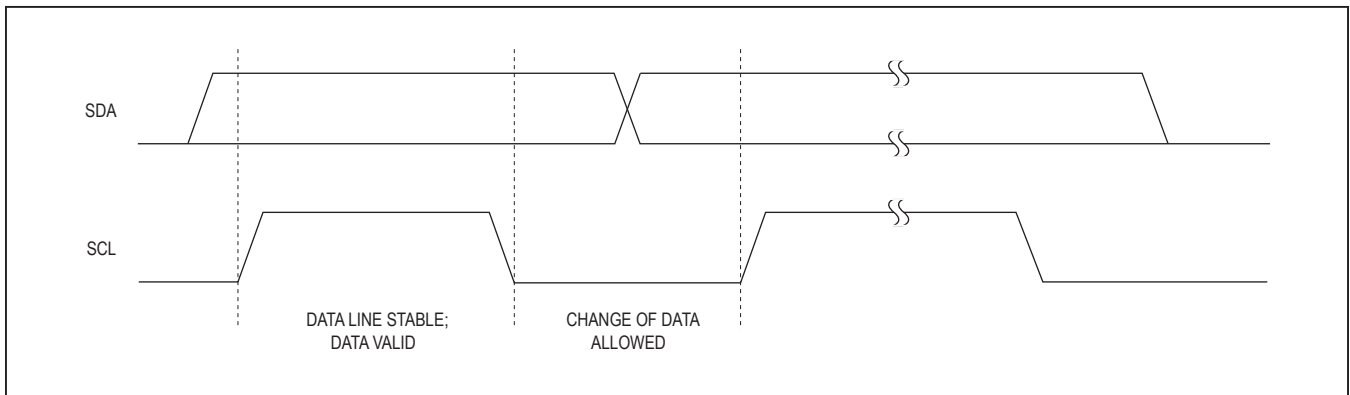 SDA
SCL
DATA LINE STABLE;
DATA VALID
CHANGE OF DATA
ALLOWED